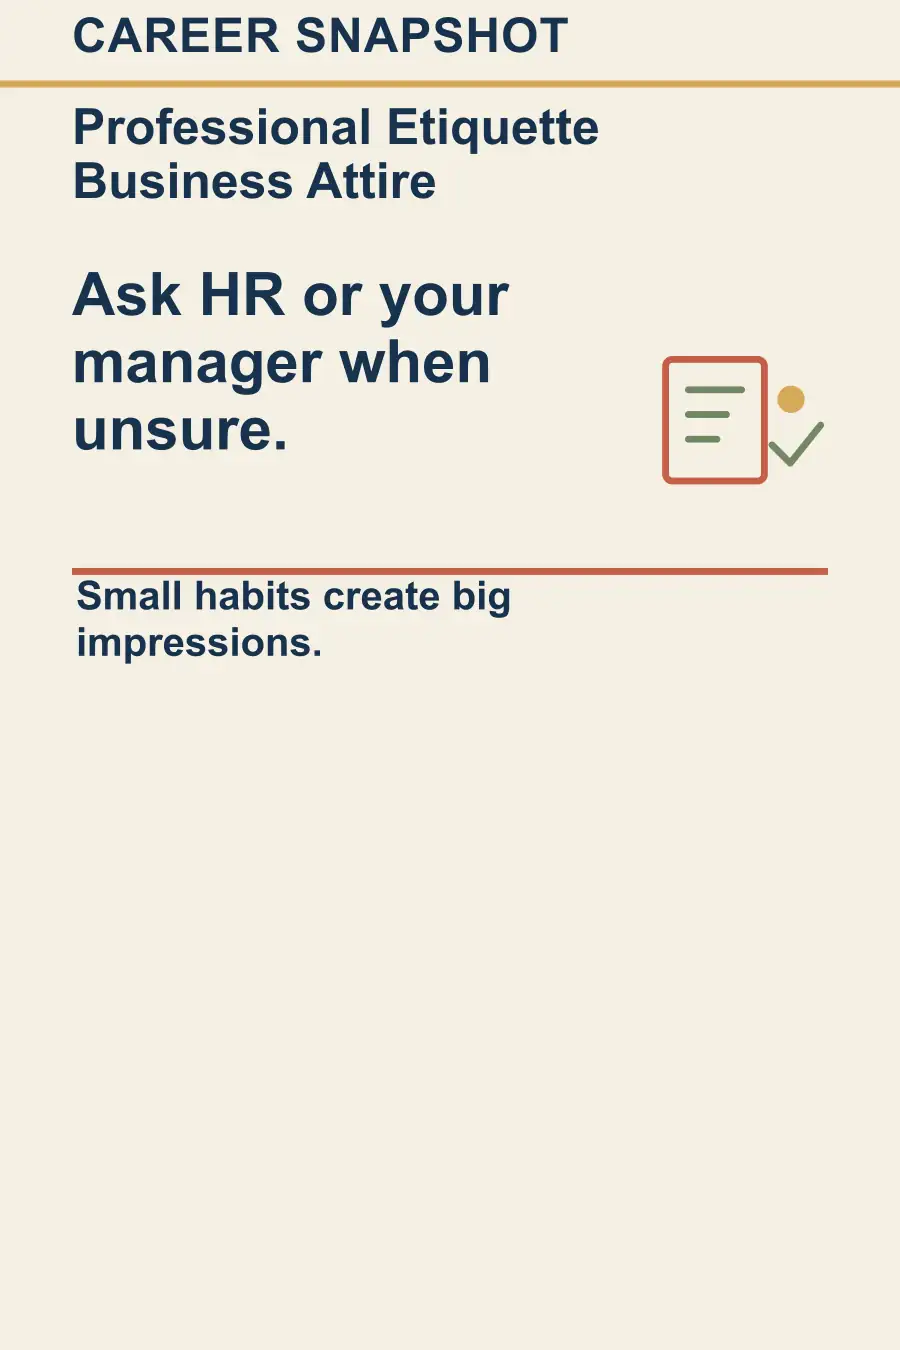 CAREER SNAPSHOT
Professional Etiquette
Business Attire
Ask HR or your
manager when
unsure.
Small habits create big
impressions.